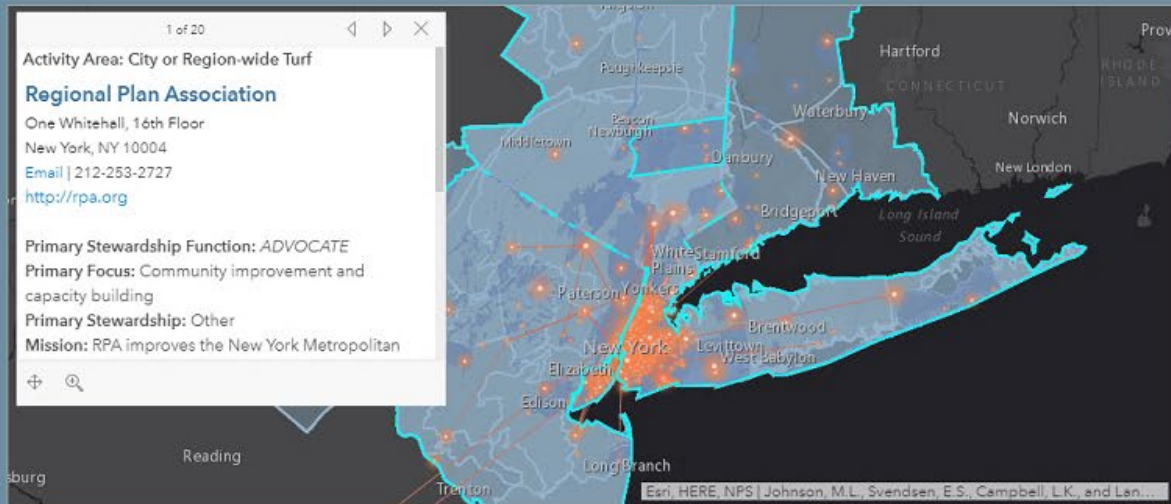 1 of 20
Activity Area: City or Region-wide Turf
Regional Plan Association
One Whitehall, 16th Floor
New York, NY 10004
Email | 212-253-2727
http://rpa.org
Primary Stewardship Function: ADVOCATE
Primary Focus: Community improvement and
capacity building
Primary Stewardship: Other
Mission: RPA improves the New York Metropolitan
Kingston
Hartford
Poughkeepsie
CONNECTICUT
RHODE
ISLAND
Waterbury
Beacon
Newburgh
Norwich
Middletown
Danbury
New London
New Haven
Bridgeport
Long Island
Sound
White
Plains
Stamford
Paterson
Yonkers
Brentwood
New York
Levittown
West Babylon
Elizabeth
Edison
Reading
Long Branch
Trenton
sburg
Esri, HERE, NPS | Johnson, M.L., Svendsen, E.S., Campbell, L.K., and Lan...